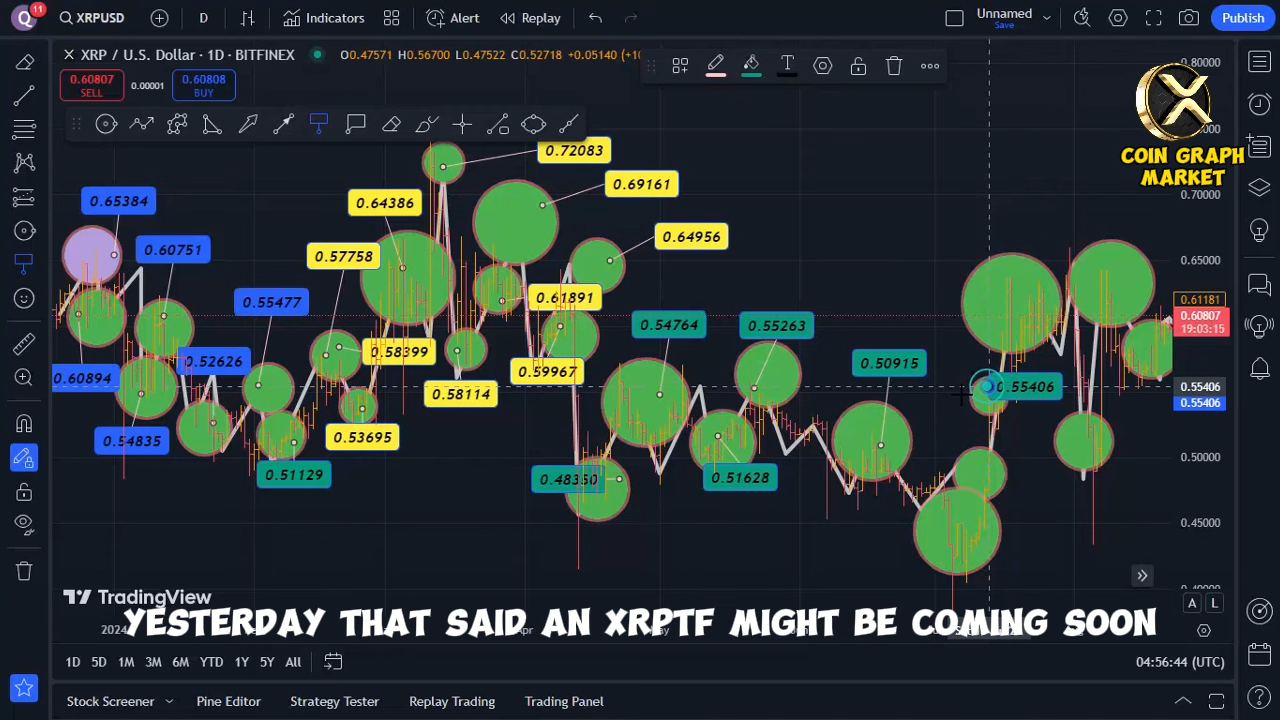 Q
11
XRPUSD
D
Indicators
Alert
Replay
Unnamed
Save
Publish
XRP / U.S. Dollar · 1D · BITFINEX
O0.47571 H0.56700 L0.47522 C0.52718 +0.05140 (+10
0.60807
SELL
0.00001
0.60808
BUY
T
COIN GRAPH
MARKET
0.80000
0.70000
0.65000
0.61181
0.60807
19:03:15
0.55406
0.55406
0.50000
0.45000
0.72083
0.69161
0.65384
0.64386
0.64956
0.60751
0.57758
0.61891
0.55477
0.54764
0.55263
0.58399
0.52626
0.50915
0.60894
0.59967
0.55406
0.58114
0.54835
0.53695
0.51129
0.48350
0.51628
TradingView
YESTERDAY THAT SAID AN XRPTF MIGHT BE COMING SOON
2024
Apr
A
L
1D
5D
1M
3M
6M
YTD
1Y
5Y
All
04:56:44 (UTC)
Stock Screener
Pine Editor
Strategy Tester
Replay Trading
Trading Panel